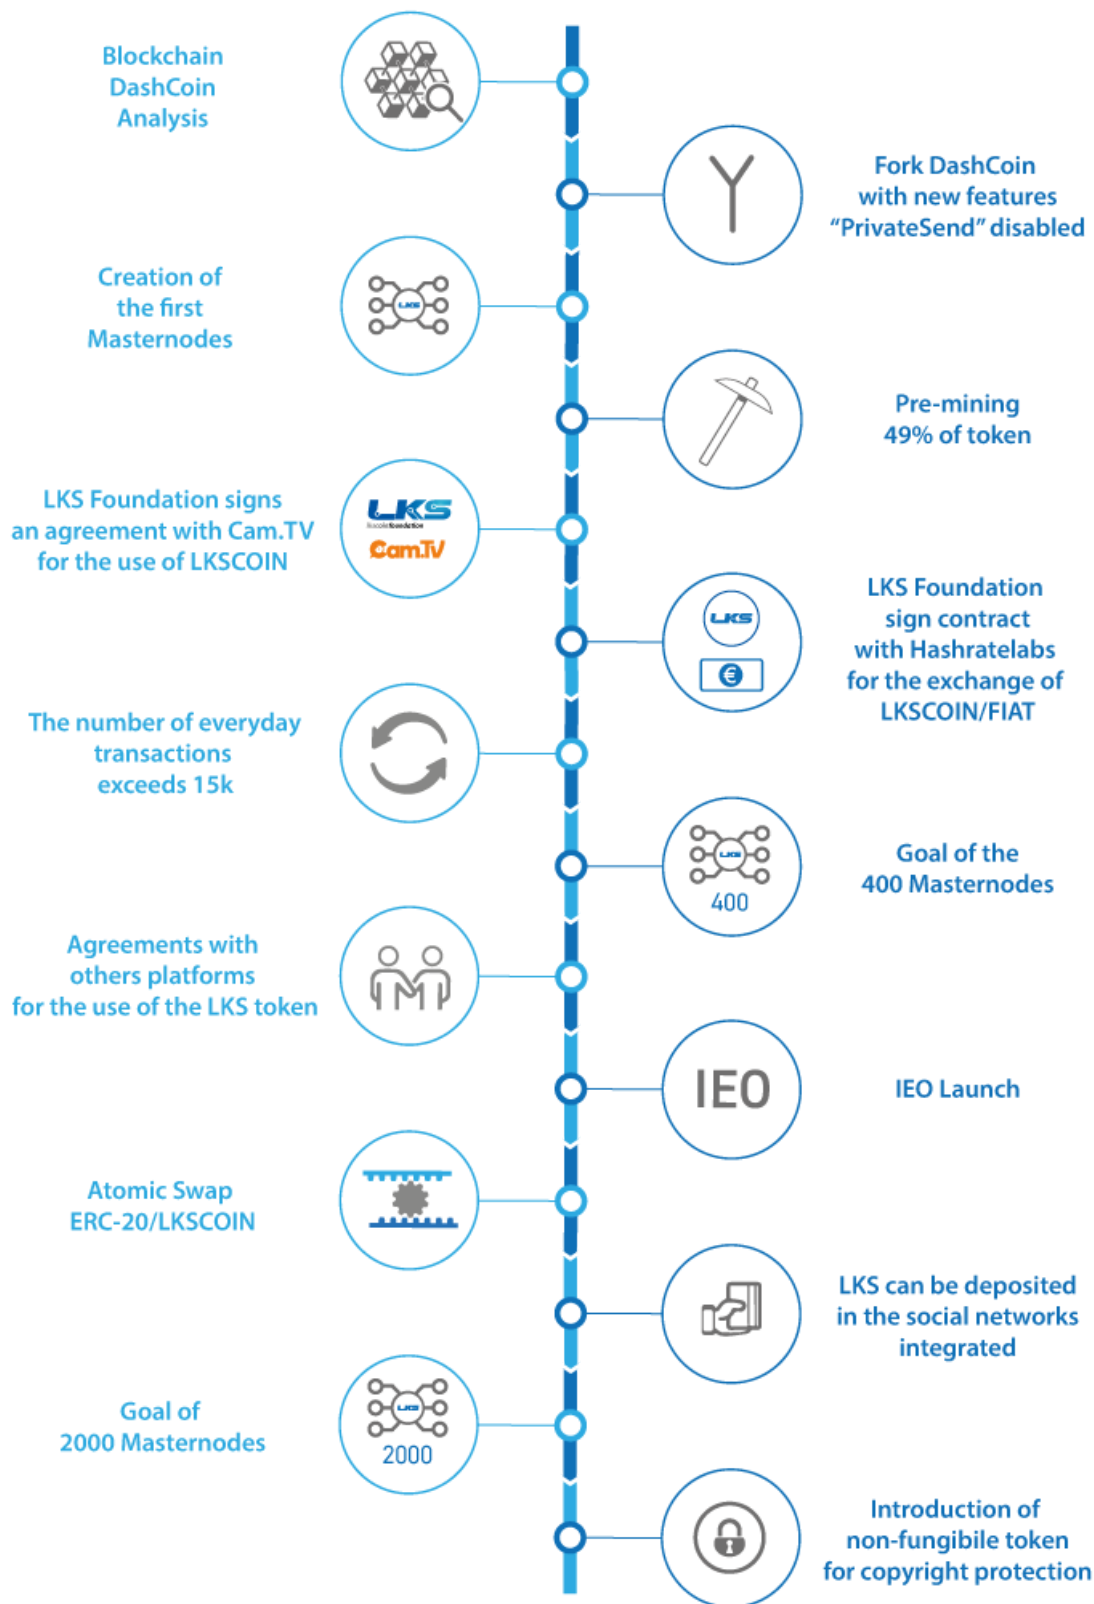 Blockchain
DashCoin
Analysis
Fork DashCoin
with new features
“PrivateSend” disabled
Creation of
the first
Masternodes
LKS
Pre-mining
49% of token
LKS Foundation signs
an agreement with Cam.TV
for the use of LKSCOIN
LKS
Cam.TV
LKS Foundation
sign contract
with Hashratelabs
for the exchange of
LKSCOIN/FIAT
LKS
€
The number of everyday
transactions
exceeds 15k
Goal of the
400 Masternodes
LKS
400
Agreements with
others platforms
for the use of the LKS token
IEO
IEO Launch
Atomic Swap
ERC-20/LKSCOIN
LKS can be deposited
in the social networks
integrated
Goal of
2000 Masternodes
2000
Introduction of
non-fungibile token
for copyright protection